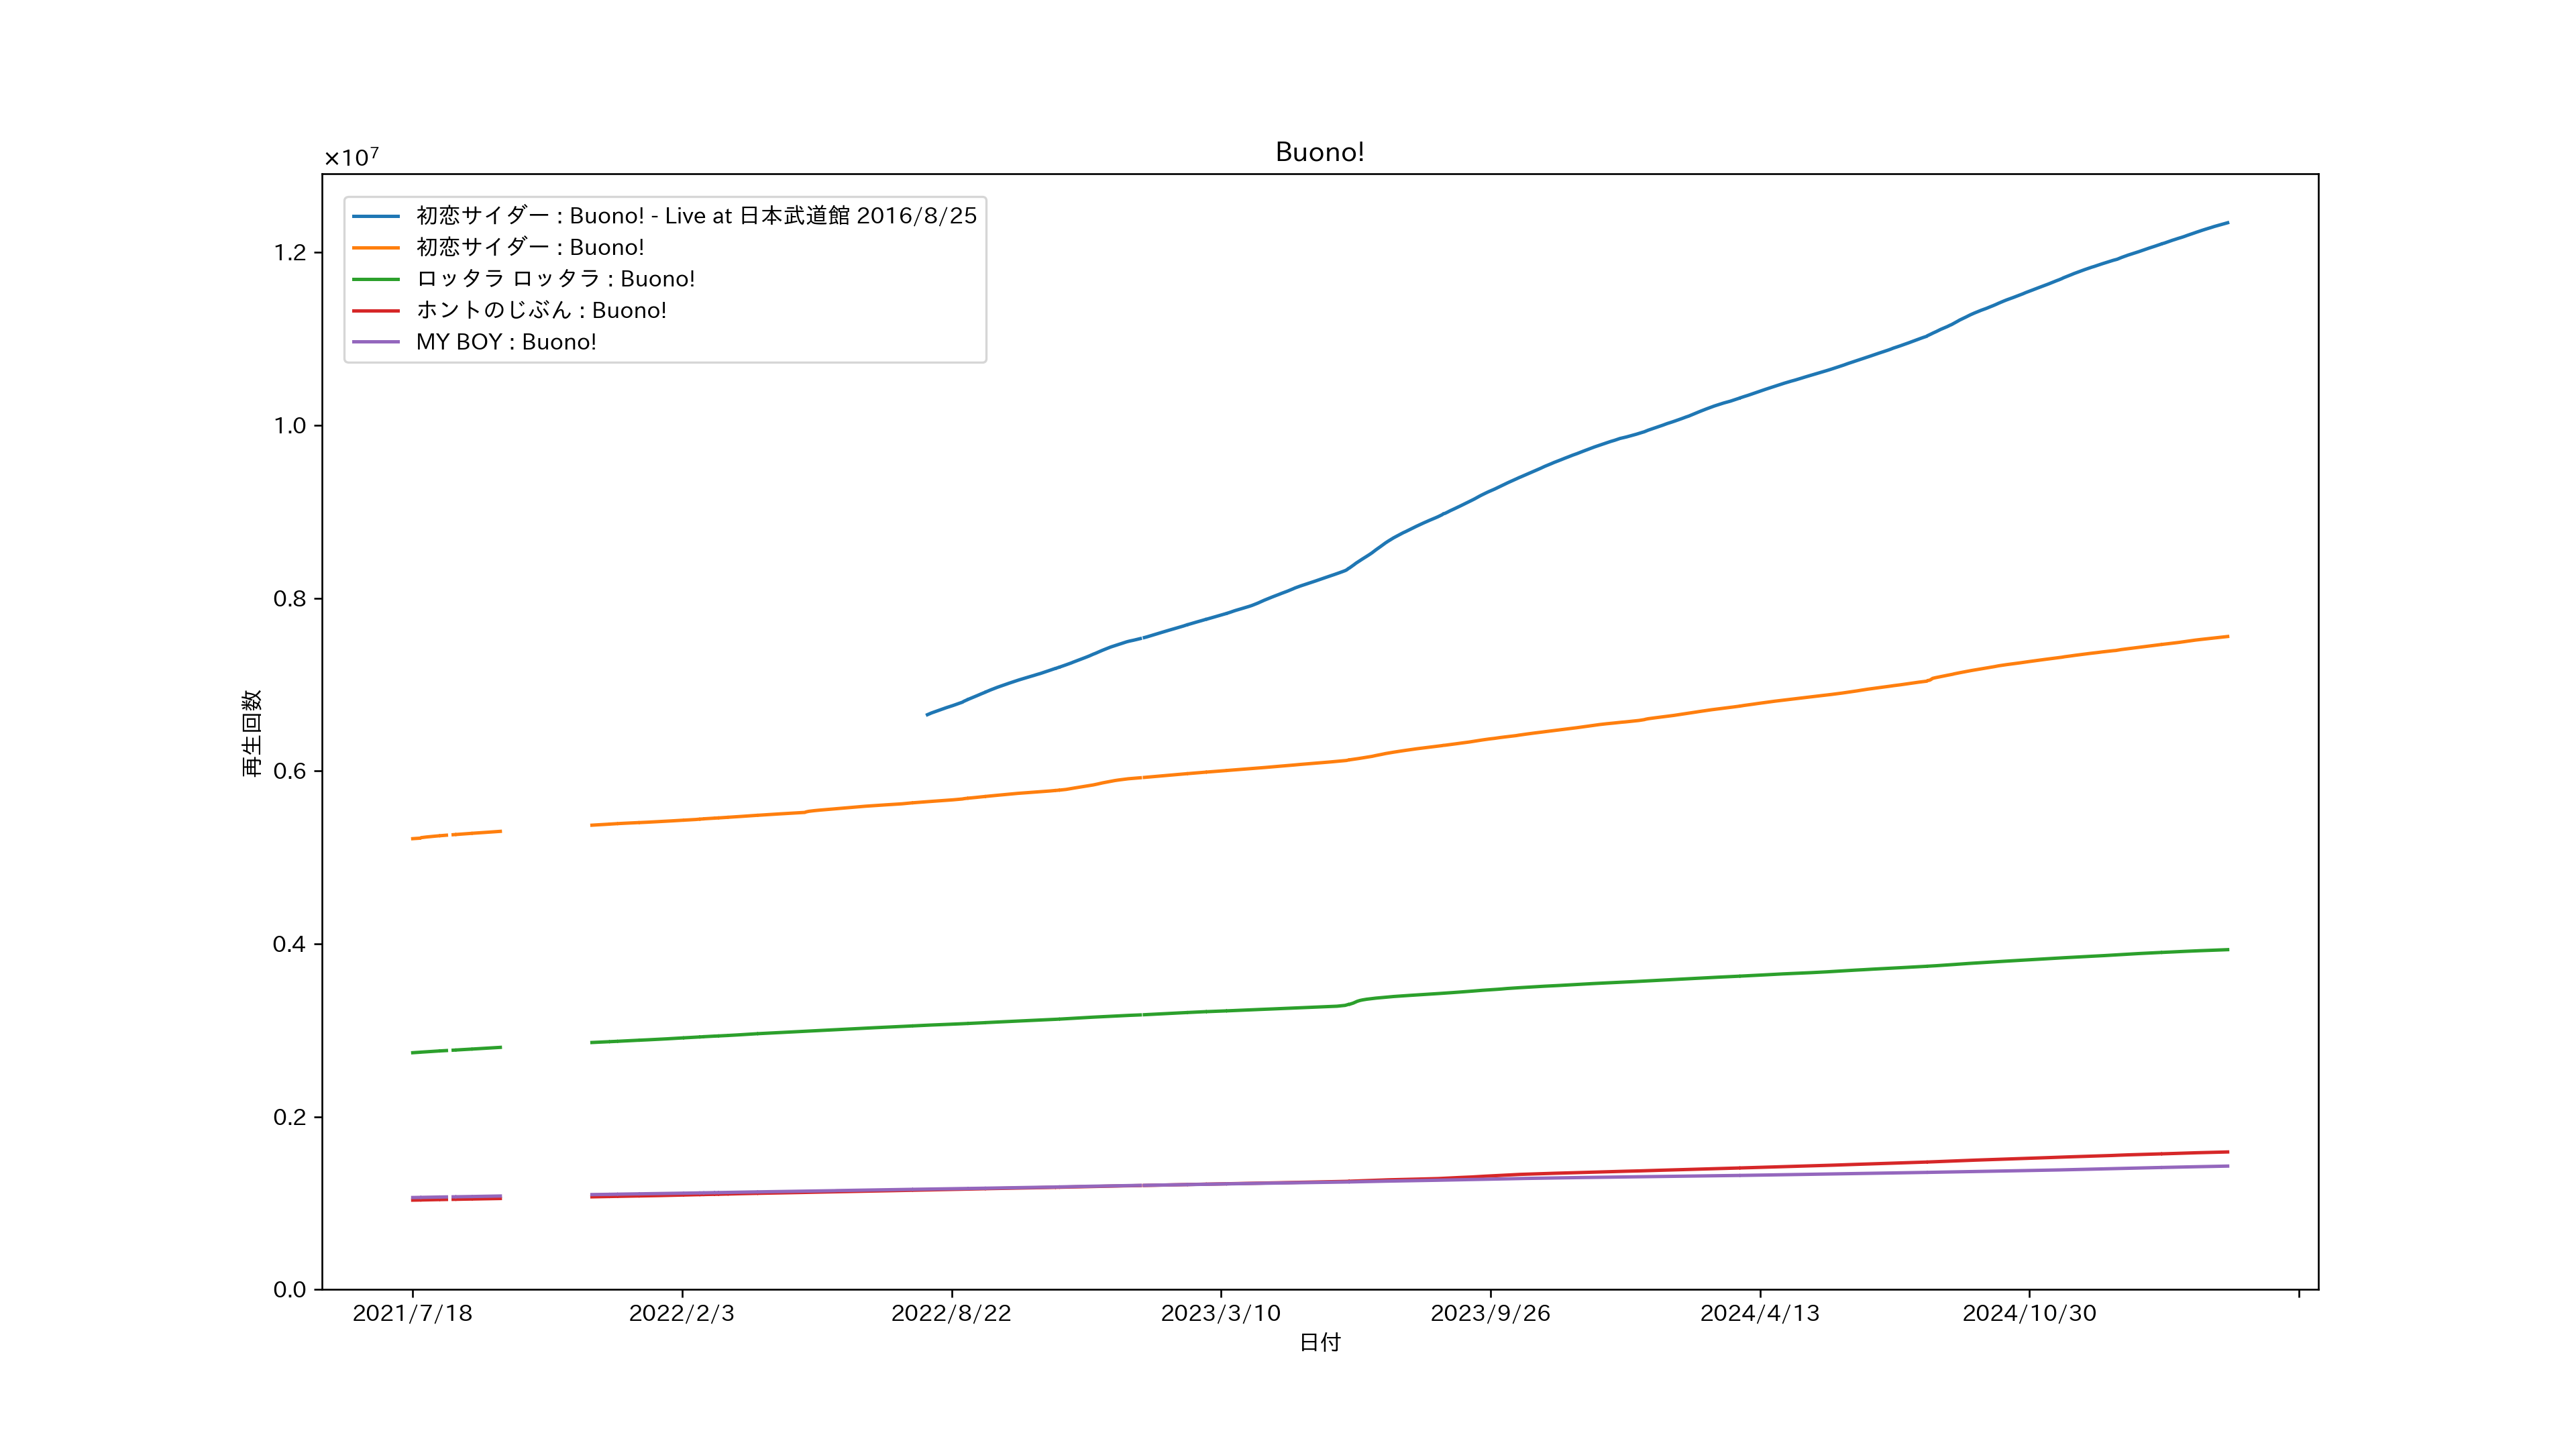 Buono!
×10⁷
初恋サイダー : Buono! - Live at 日本武道館 2016/8/25
初恋サイダー : Buono!
ロッタラ ロッタラ : Buono!
ホントのじぶん : Buono!
MY BOY : Buono!
1.2
1.0
0.8
0.6
0.4
0.2
0.0
再生回数
2021/7/18 2022/2/3 2022/8/22 2023/3/10 2023/9/26 2024/4/13 2024/10/30
日付